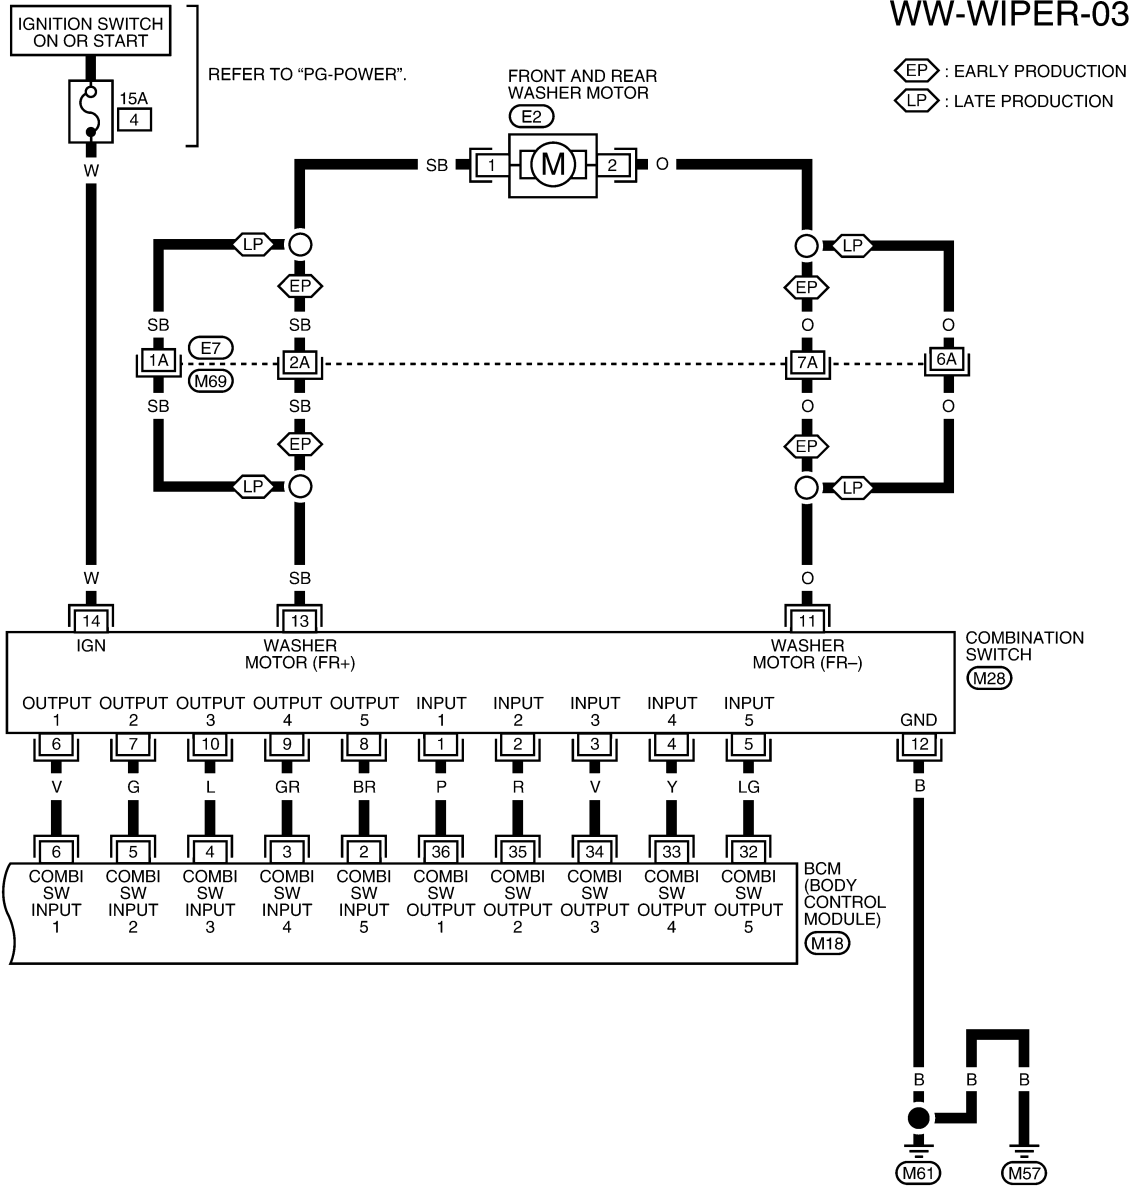 WW-WIPER-03
IGNITION SWITCH
ON OR START
REFER TO “PG-POWER”.
15A
4
W
FRONT AND REAR
WASHER MOTOR
E2
EP : EARLY PRODUCTION
LP : LATE PRODUCTION
SB 1 M 2 O
LP LP
EP EP
SB SB O O
1A E7 2A 7A 6A
M69
SB SB O O
EP EP
LP LP
W SB O
14 13 11
IGN
WASHER
MOTOR (FR+)
WASHER
MOTOR (FR–)
COMBINATION
SWITCH
M28
OUTPUT OUTPUT OUTPUT OUTPUT OUTPUT INPUT INPUT INPUT INPUT INPUT
1 2 3 4 5 1 2 3 4 5 GND
6 7 10 9 8 1 2 3 4 5 12
V G L GR BR P R V Y LG B
6 5 4 3 2 36 35 34 33 32
COMBI COMBI COMBI COMBI COMBI COMBI COMBI COMBI COMBI COMBI
SW SW SW SW SW SW SW SW SW SW
INPUT INPUT INPUT INPUT INPUT OUTPUT OUTPUT OUTPUT OUTPUT OUTPUT
1 2 3 4 5 1 2 3 4 5
BCM
(BODY
CONTROL
MODULE)
M18
B B B
M61 M57